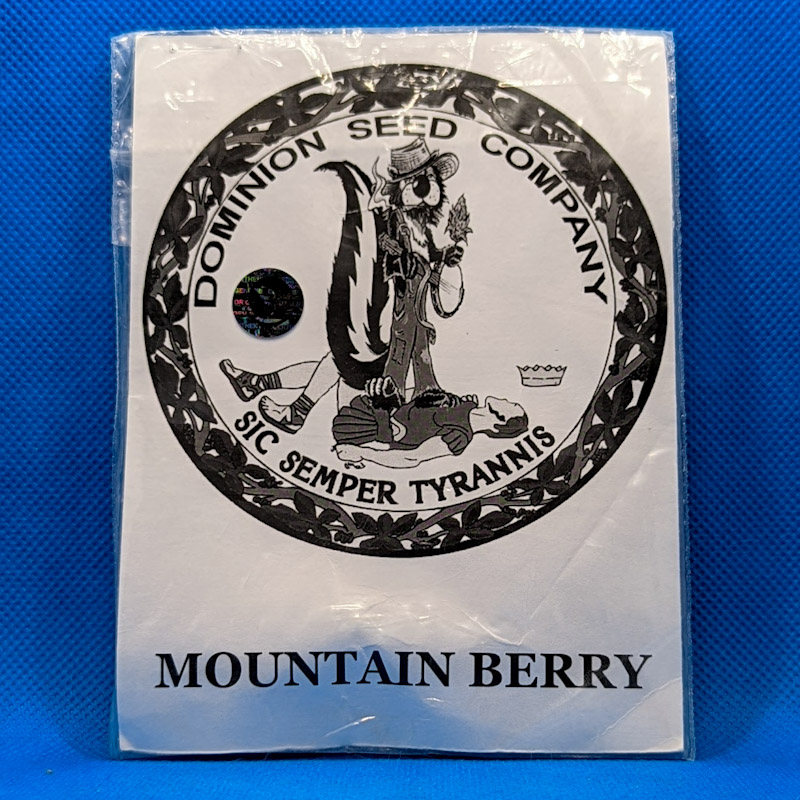 DOMINION SEED COMPANY
SIC SEMPER TYRANNIS
MOUNTAIN BERRY